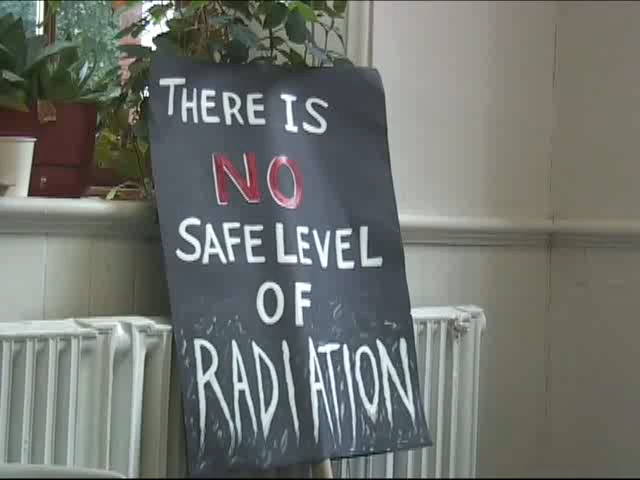 THERE IS
NO
SAFE LEVEL
OF
RADIATION